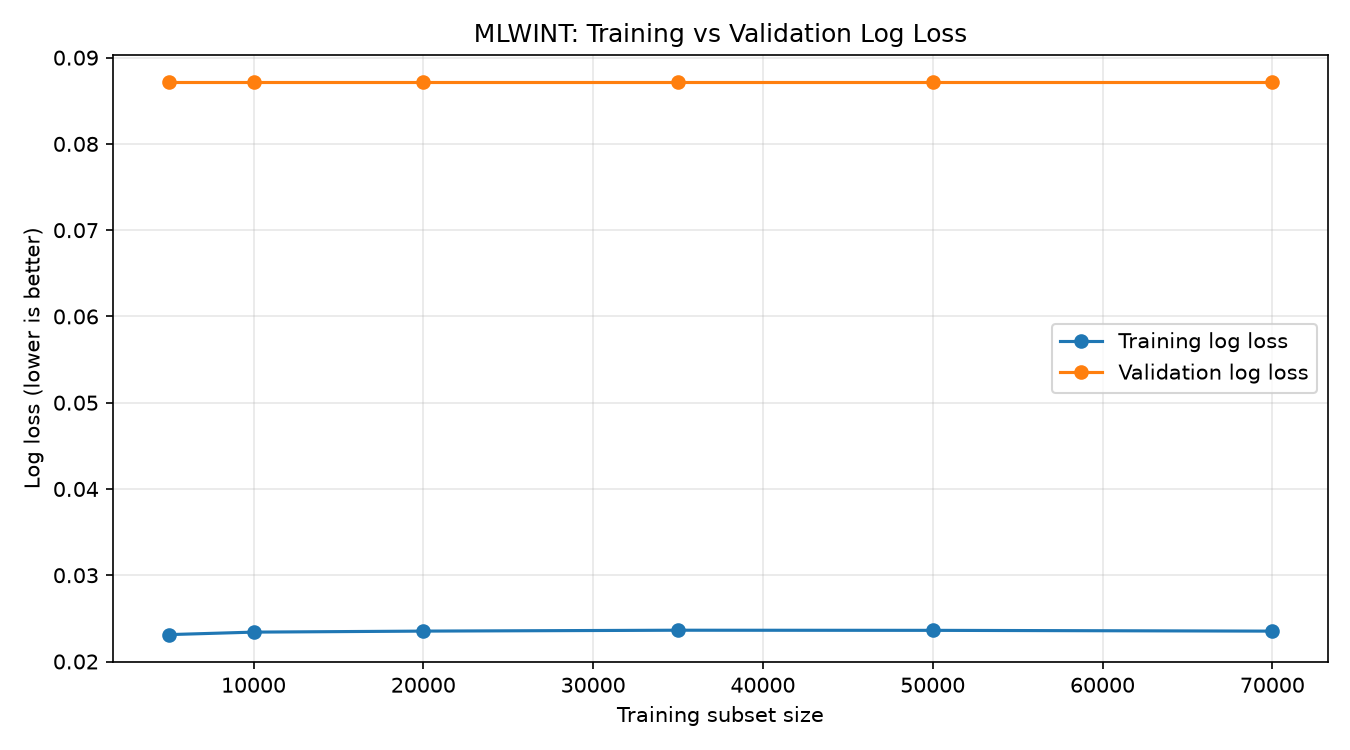 MLWINT: Training vs Validation Log Loss
0.09
0.08
0.07
0.06
0.05
0.04
0.03
0.02
Log loss (lower is better)
Training log loss
Validation log loss
10000 20000 30000 40000 50000 60000 70000
Training subset size